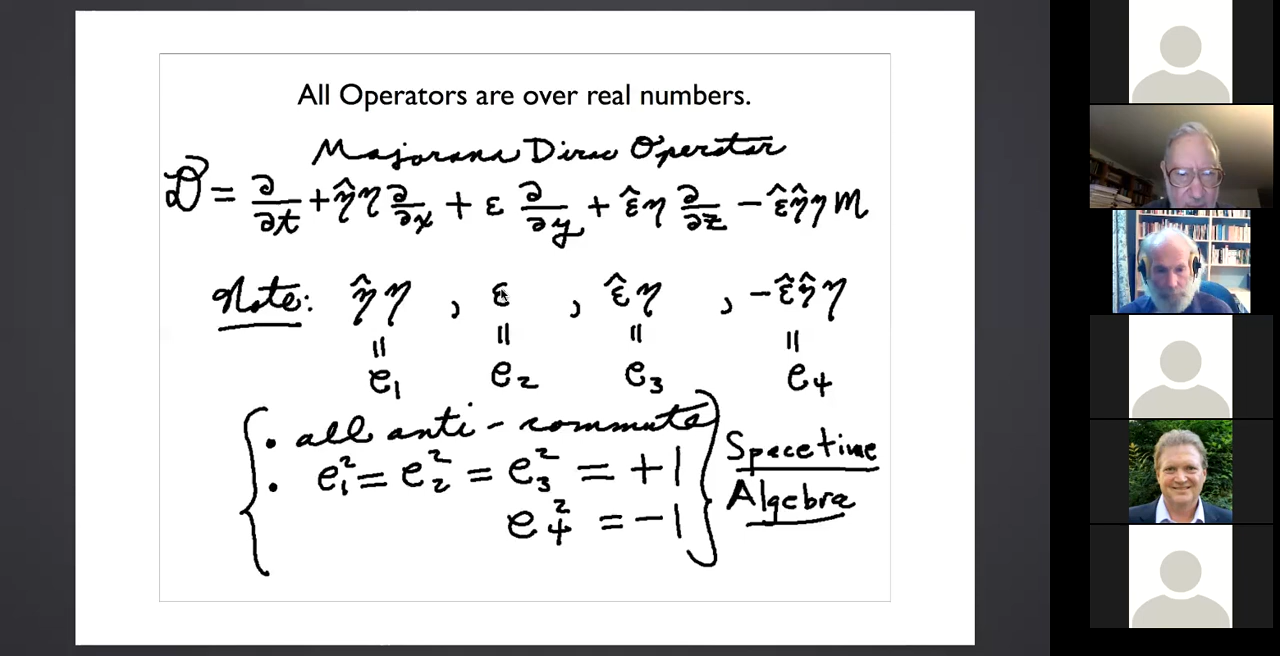 All Operators are over real numbers.
Majorana Dirac Operator
𝒟 = ∂/∂t + η̂η ∂/∂x + ε ∂/∂y + ε̂η ∂/∂z − ε̂η̂η m
Note: η̂η , ε , ε̂η , −ε̂η̂η
= = = =
e₁ e₂ e₃ e₄
{ • all anti-commute } Spacetime
• e₁² = e₂² = e₃² = +1 Algebra
e₄² = −1